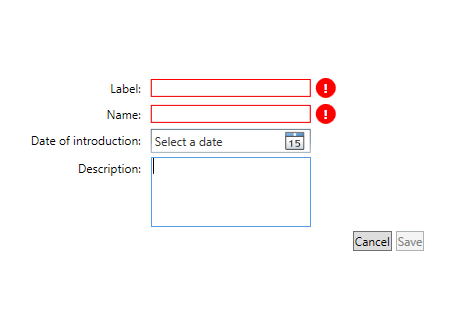 Label:
!
Name:
!
Date of introduction:
Select a date
15
Description:
Cancel
Save